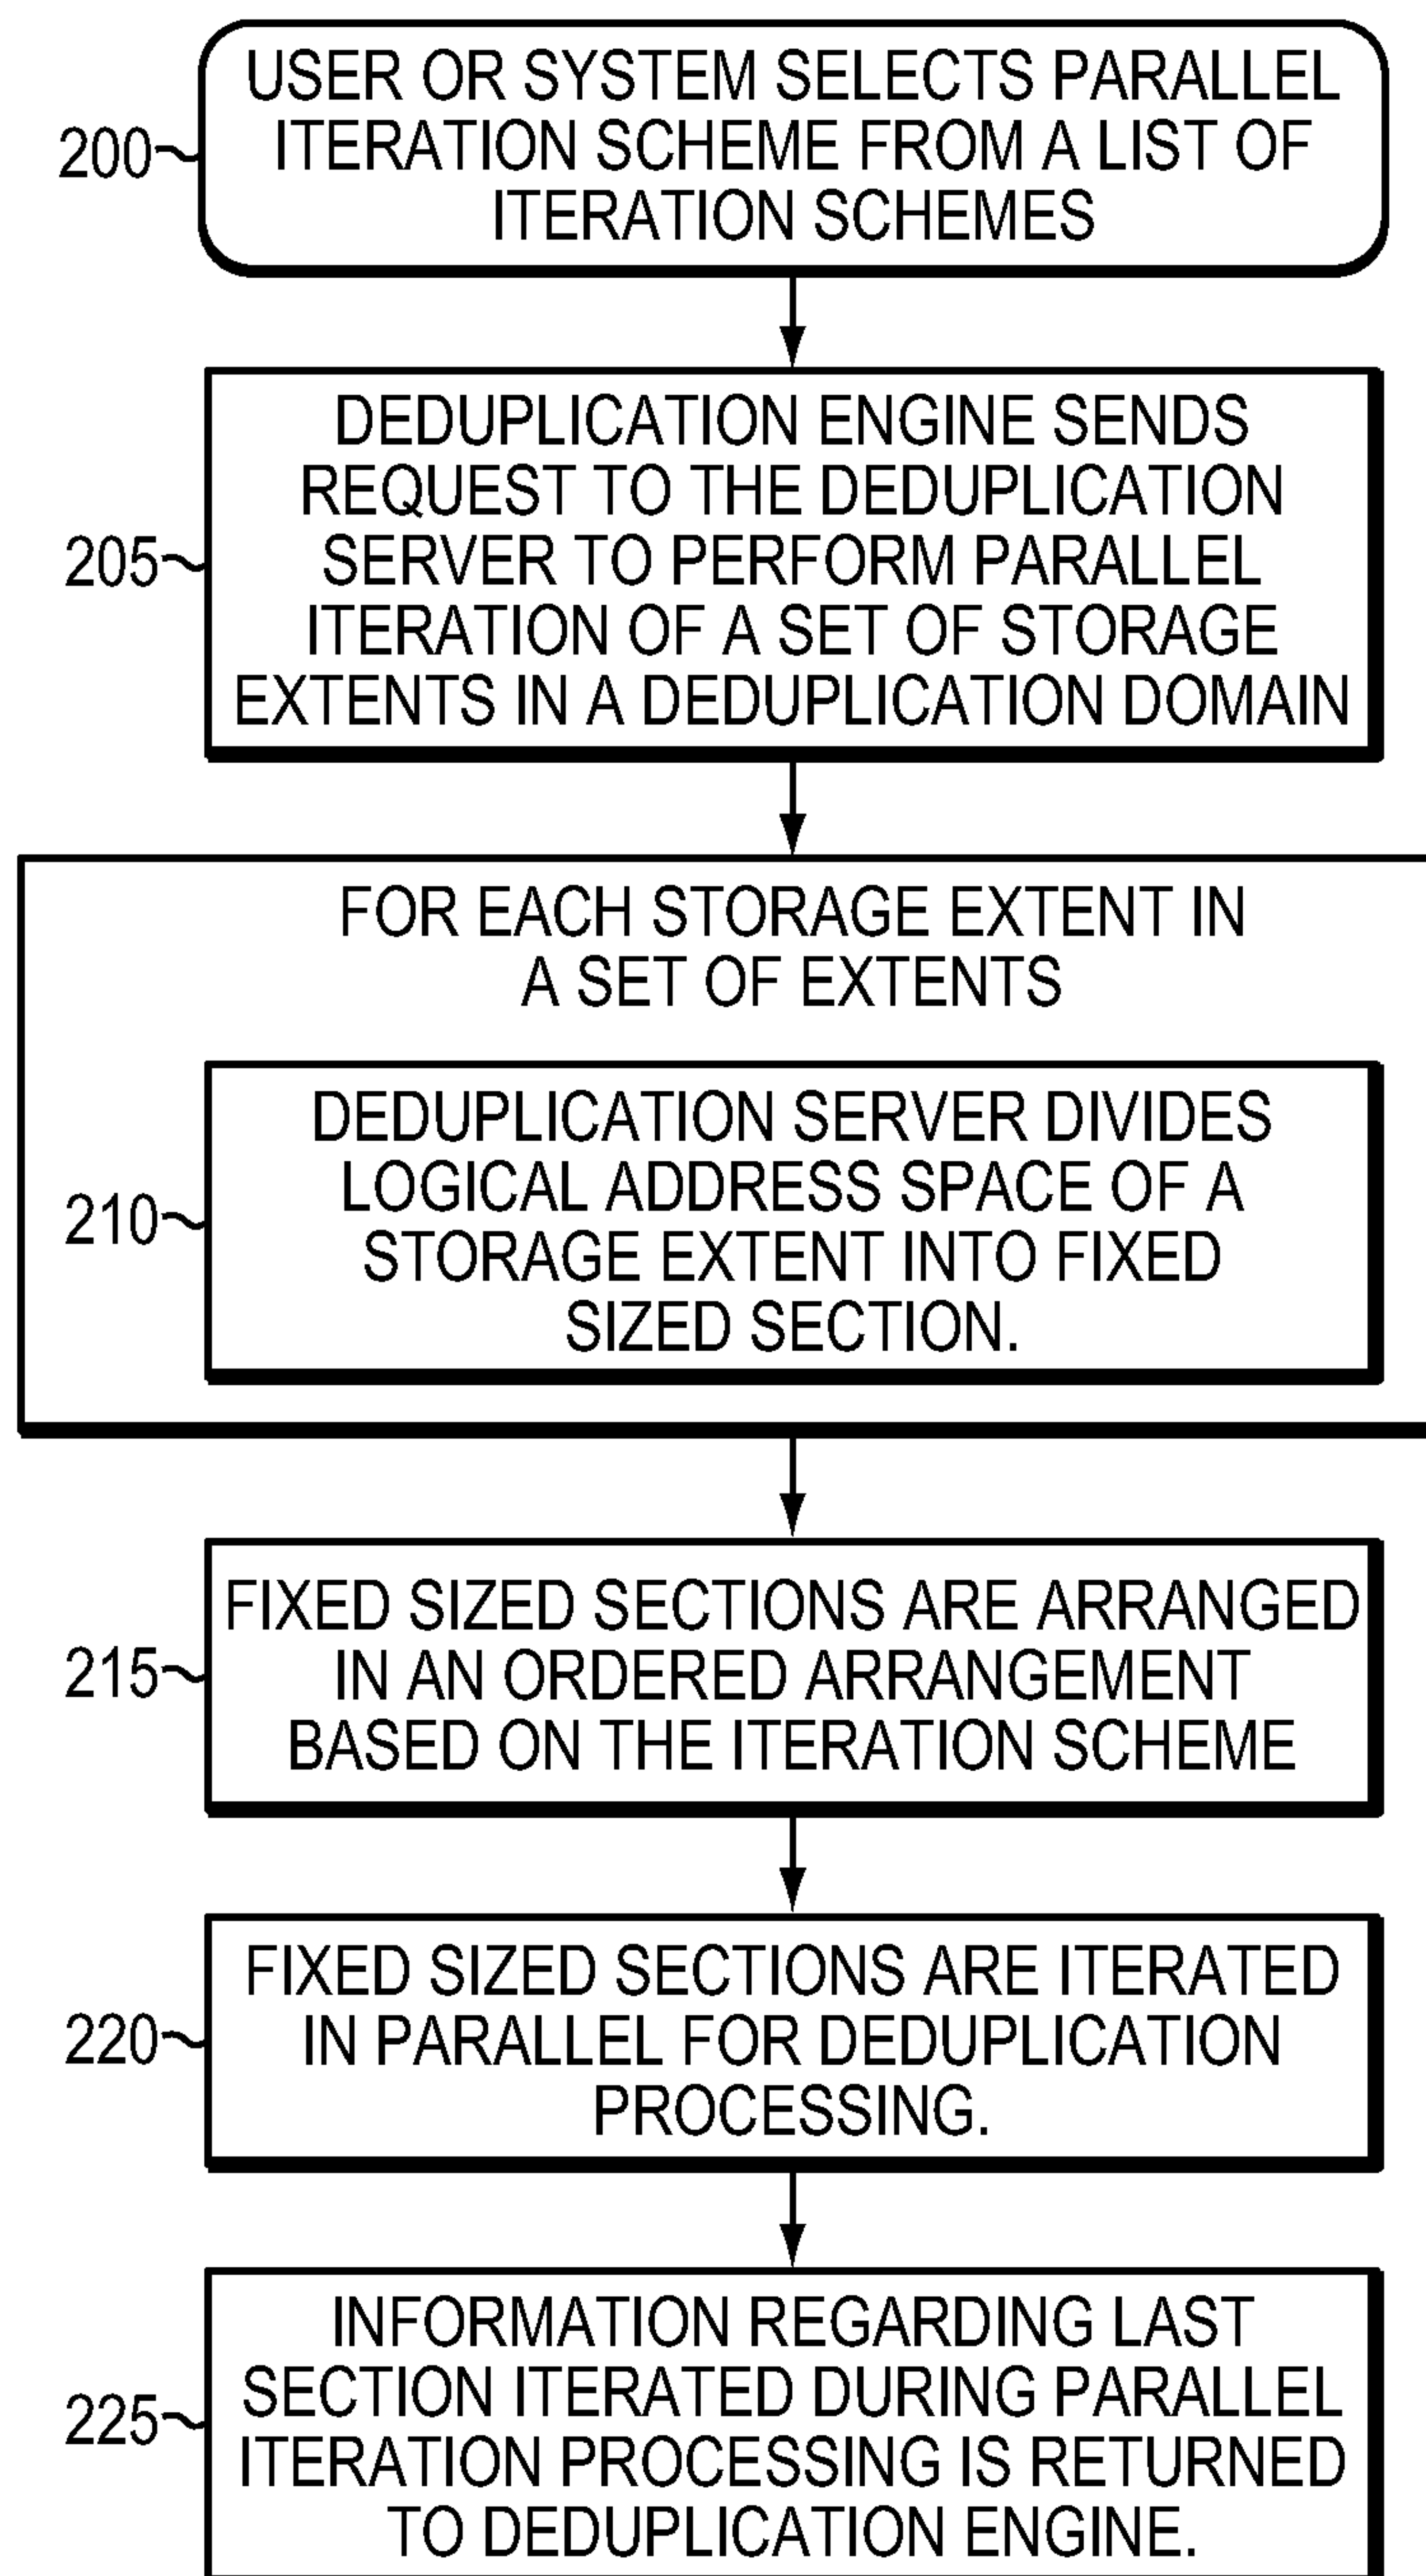 USER OR SYSTEM SELECTS PARALLEL
200
ITERATION SCHEME FROM A LIST OF
ITERATION SCHEMES
DEDUPLICATION ENGINE SENDS
REQUEST TO THE DEDUPLICATION
205
SERVER TO PERFORM PARALLEL
ITERATION OF A SET OF STORAGE
EXTENTS IN A DEDUPLICATION DOMAIN
FOR EACH STORAGE EXTENT IN
A SET OF EXTENTS
DEDUPLICATION SERVER DIVIDES
LOGICAL ADDRESS SPACE OF A
210
STORAGE EXTENT INTO FIXED
SIZED SECTION.
FIXED SIZED SECTIONS ARE ARRANGED
215
IN AN ORDERED ARRANGEMENT
BASED ON THE ITERATION SCHEME
FIXED SIZED SECTIONS ARE ITERATED
220
IN PARALLEL FOR DEDUPLICATION
PROCESSING.
INFORMATION REGARDING LAST
SECTION ITERATED DURING PARALLEL
225
ITERATION PROCESSING IS RETURNED
TO DEDUPLICATION ENGINE.